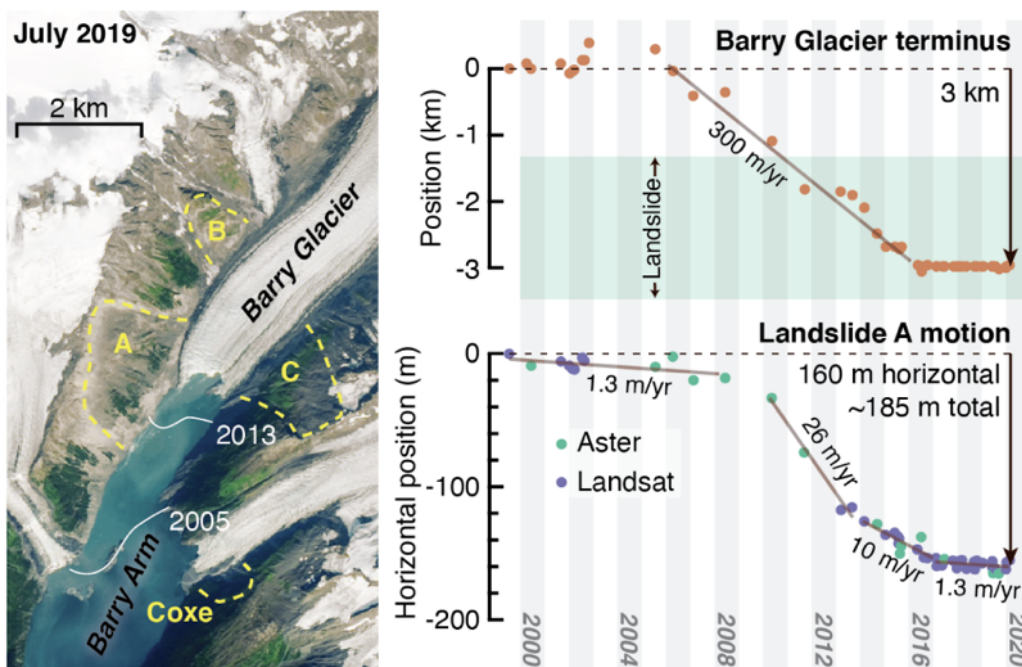 July 2019
2 km
B
Barry Glacier
A
C
2013
2005
Barry Arm
Coxe
Barry Glacier terminus
Position (km)
0
-1
-2
-3
3 km
300 m/yr
Landslide
Landslide A motion
Horizontal position (m)
0
-100
-200
160 m horizontal
~185 m total
1.3 m/yr
Aster
Landsat
26 m/yr
10 m/yr
1.3 m/yr
2000
2004
2008
2012
2016
2020